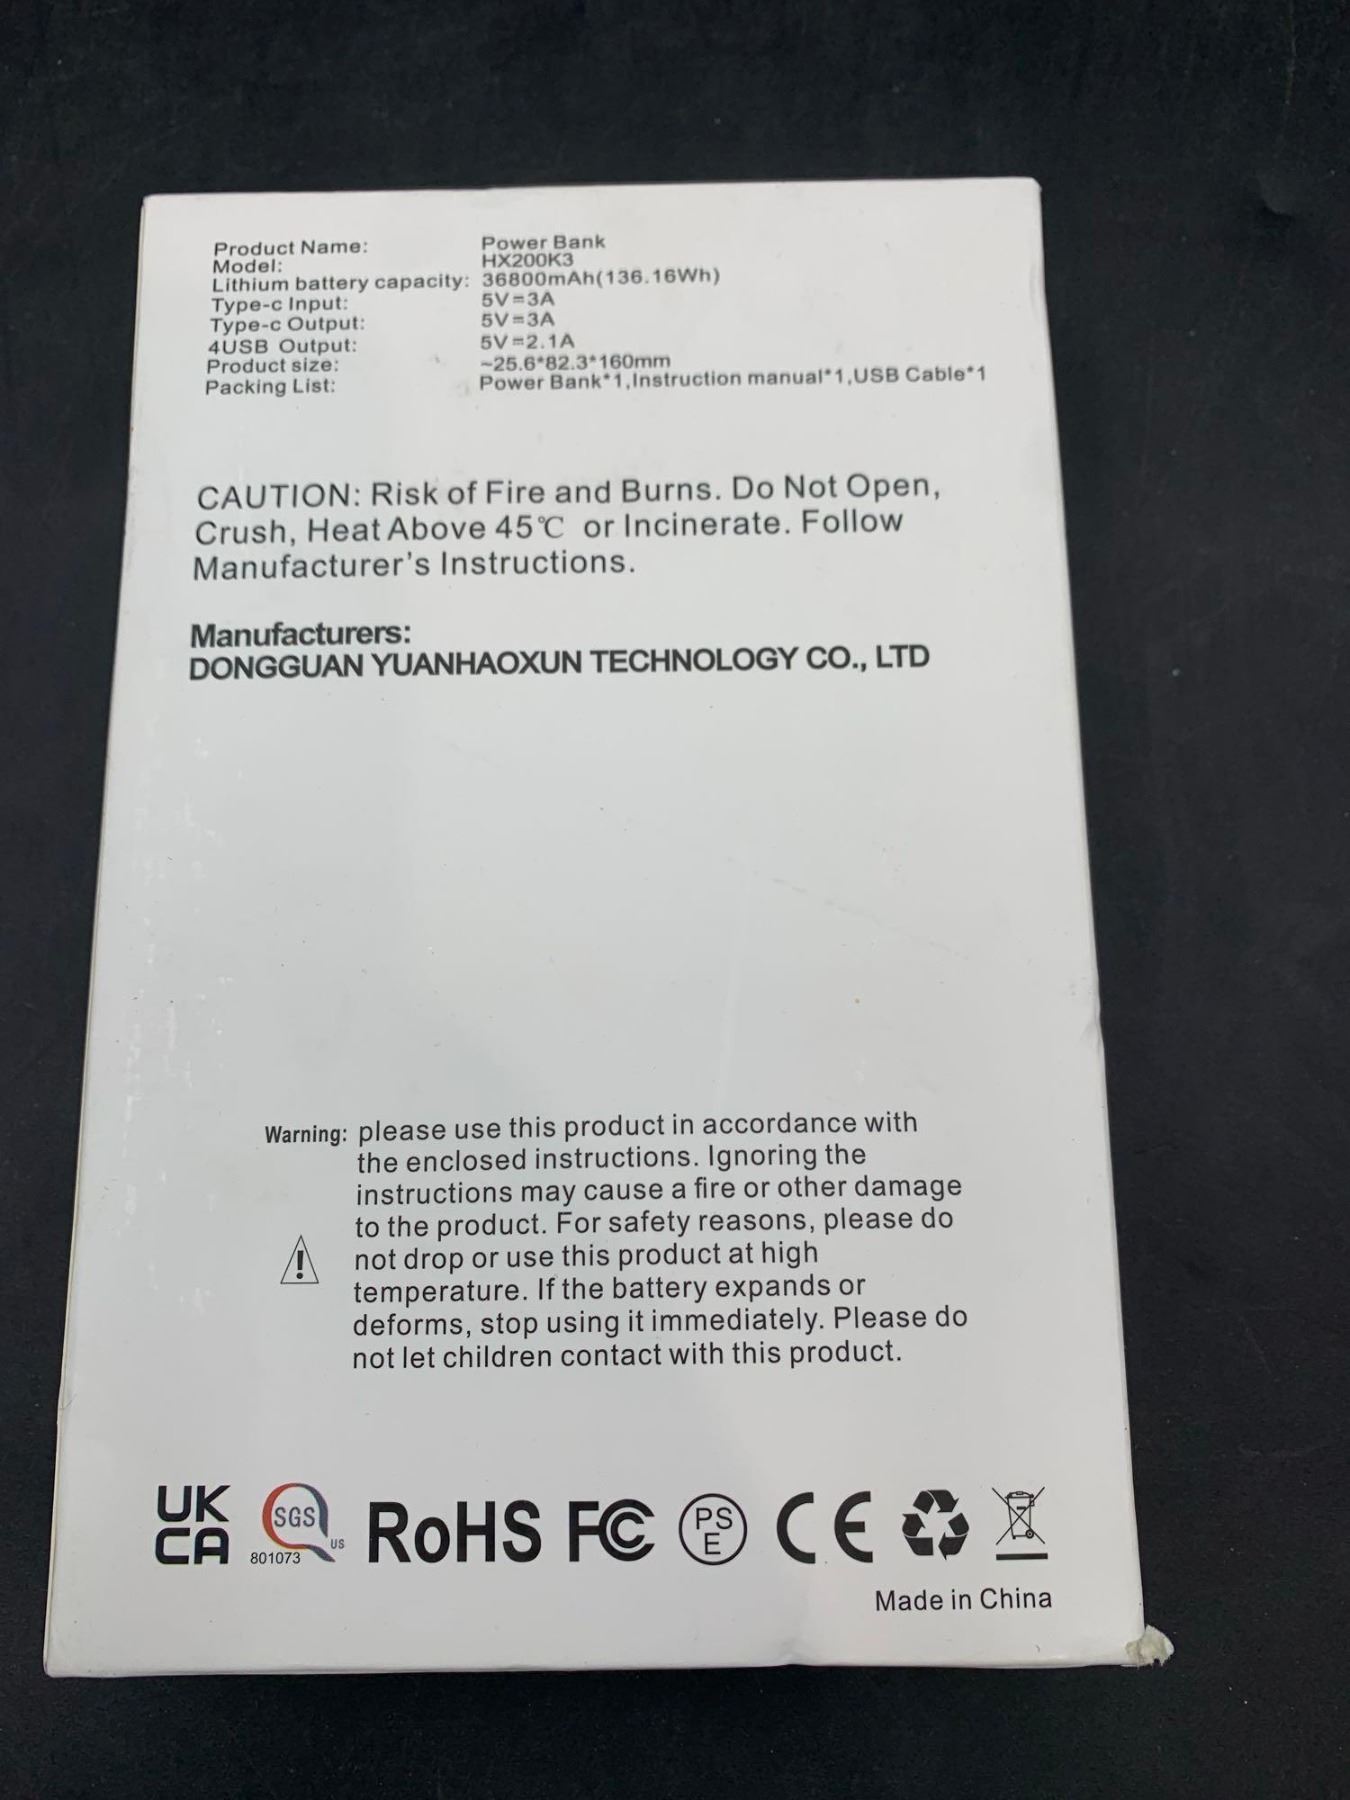 Product Name: Power Bank
Model: HX200K3
Lithium battery capacity: 36800mAh(136.16Wh)
Type-c Input: 5V=3A
Type-c Output: 5V=3A
4USB Output: 5V=2.1A
Product size: ~25.6*82.3*160mm
Packing List: Power Bank*1,Instruction manual*1,USB Cable*1
CAUTION: Risk of Fire and Burns. Do Not Open,
Crush, Heat Above 45℃ or Incinerate. Follow
Manufacturer's Instructions.
Manufacturers:
DONGGUAN YUANHAOXUN TECHNOLOGY CO., LTD
Warning: please use this product in accordance with
the enclosed instructions. Ignoring the
instructions may cause a fire or other damage
to the product. For safety reasons, please do
not drop or use this product at high
temperature. If the battery expands or
deforms, stop using it immediately. Please do
not let children contact with this product.
UK
CA
SGS
US
801073
RoHS FC PS
E
CE
Made in China